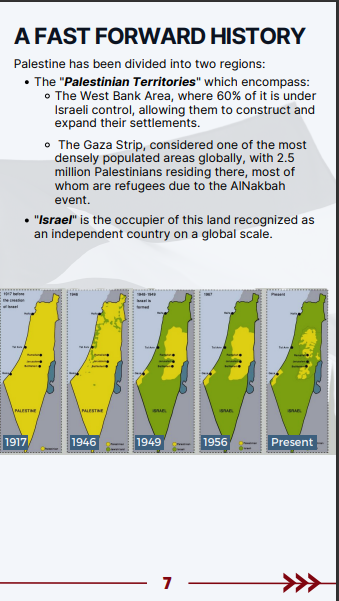 A FAST FORWARD HISTORY
Palestine has been divided into two regions:
• The "Palestinian Territories" which encompass:
The West Bank Area, where 60% of it is under
Israeli control, allowing them to construct and
expand their settlements.
The Gaza Strip, considered one of the most
densely populated areas globally, with 2.5
million Palestinians residing there, most of
whom are refugees due to the AlNakbah
event.
• "Israel" is the occupier of this land recognized as
an independent country on a global scale.
1917 before
the creation
of Israel
PALESTINE
1917
1946
PALESTINE
1946
Israel is
formed
ISRAEL
1949
ISRAEL
1956
Present
ISRAEL
Present
7